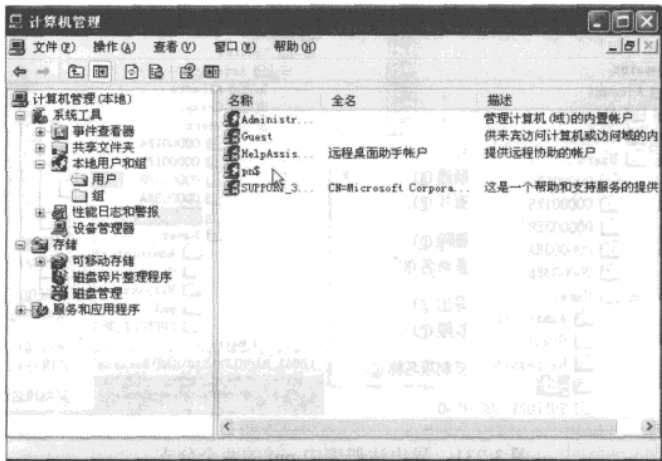 计算机管理
文件(F) 操作(A) 查看(V) 窗口(W) 帮助(H)
计算机管理(本地)
系统工具
事件查看器
共享文件夹
本地用户和组
用户
组
性能日志和警报
设备管理器
存储
可移动存储
磁盘碎片整理程序
磁盘管理
服务和应用程序
名称 全名 描述
Administr... 管理计算机(域)的内置帐户
Guest 供来宾访问计算机或访问域的内
HelpAssis... 远程桌面助手帐户 提供远程协助的帐户
pn$
SUPPORT_3... CN=Microsoft Corpora... 这是一个帮助和支持服务的提供